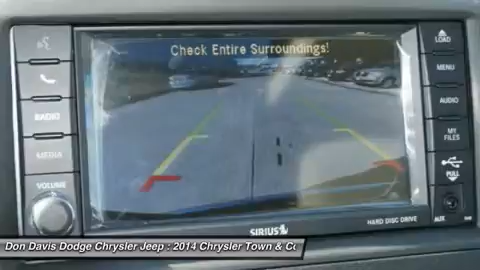 Check Entire Surroundings!
LOAD
MENU
RADIO
AUDIO
MEDIA
MY
FILES
PULL
VOLUME
SIRIUS
HARD DISC DRIVE
AUX
Don Davis Dodge Chrysler Jeep : 2014 Chrysler Town & Co